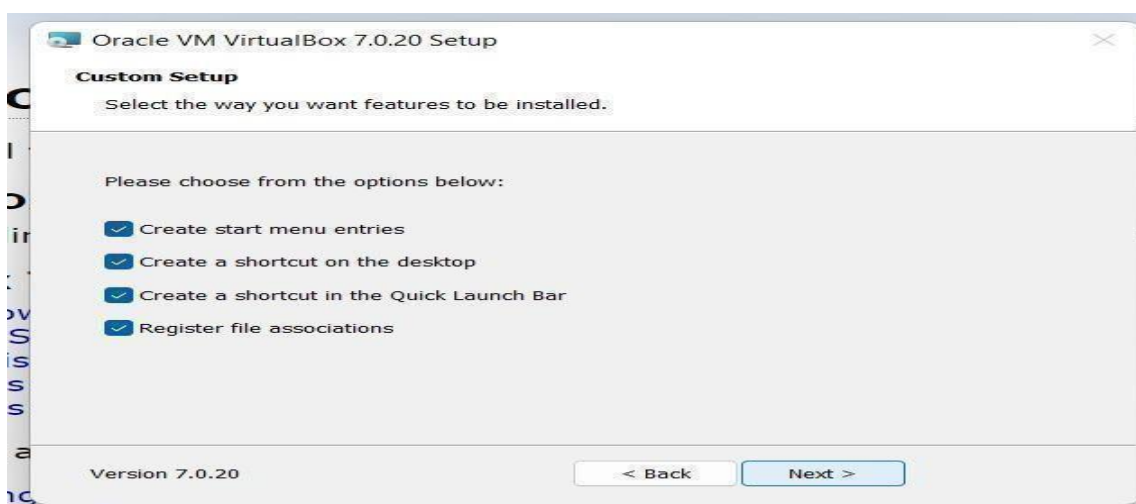 Oracle VM VirtualBox 7.0.20 Setup
Custom Setup
Select the way you want features to be installed.
Please choose from the options below:
Create start menu entries
Create a shortcut on the desktop
Create a shortcut in the Quick Launch Bar
Register file associations
Version 7.0.20
< Back
Next >